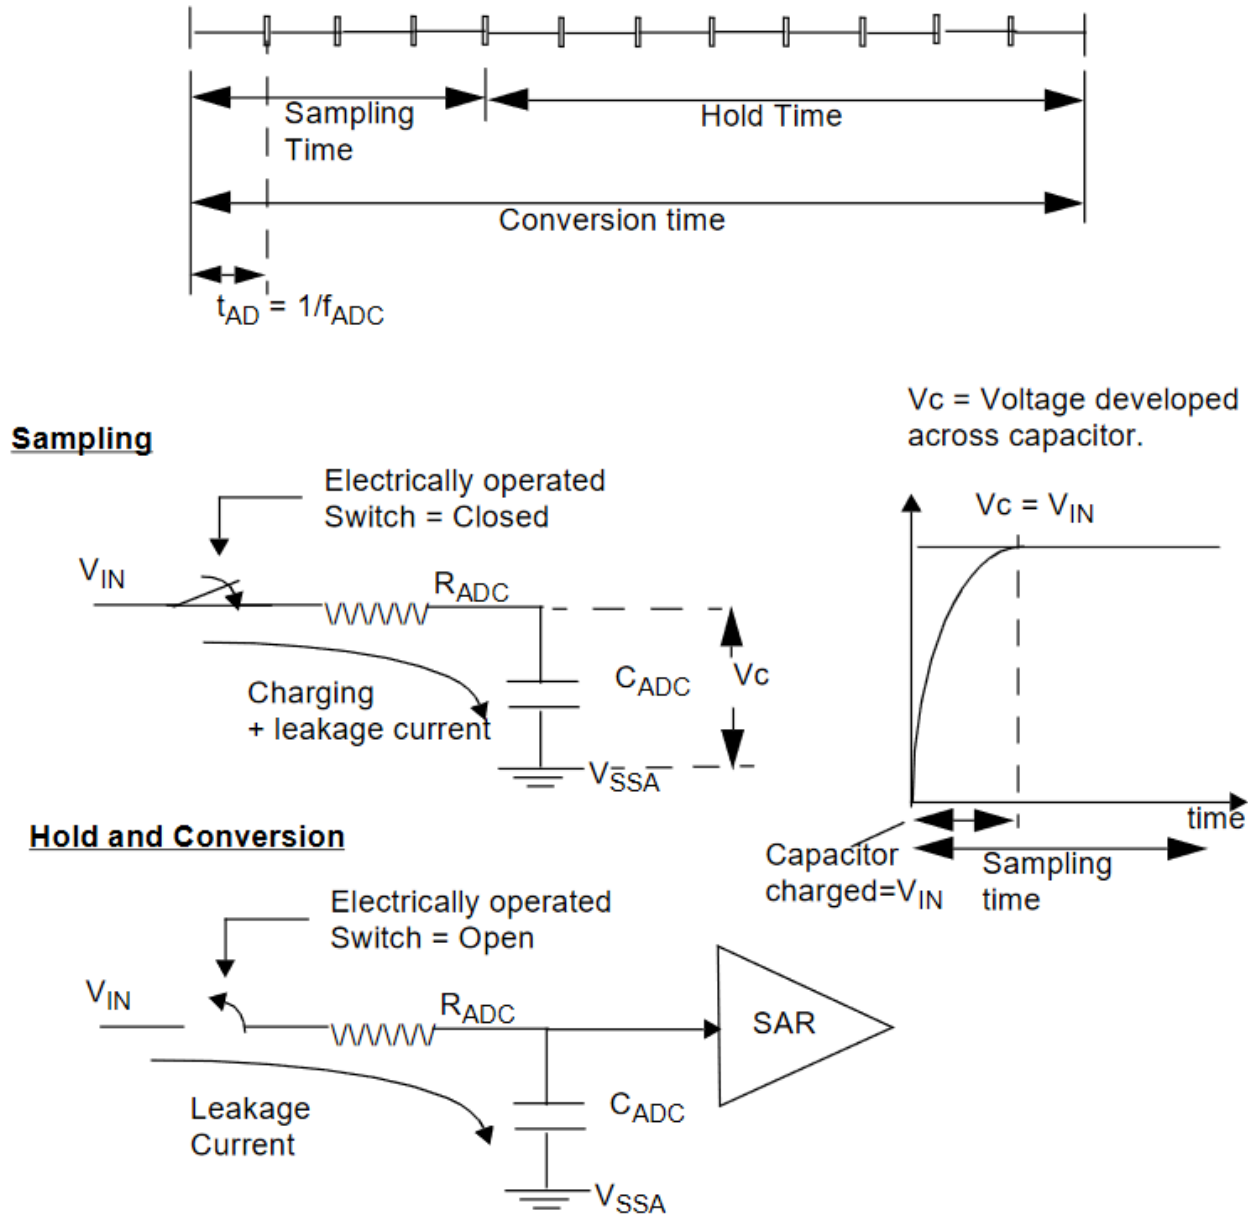 Sampling
Time
Hold Time
Conversion time
tAD = 1/fADC
Vc = Voltage developed
across capacitor.
Sampling
Electrically operated
Switch = Closed
Vc = VIN
VIN
RADC
CADC
Vc
Charging
+ leakage current
VSSA
time
Capacitor
charged=VIN
Sampling
time
Hold and Conversion
Electrically operated
Switch = Open
VIN
RADC
SAR
CADC
Leakage
Current
VSSA